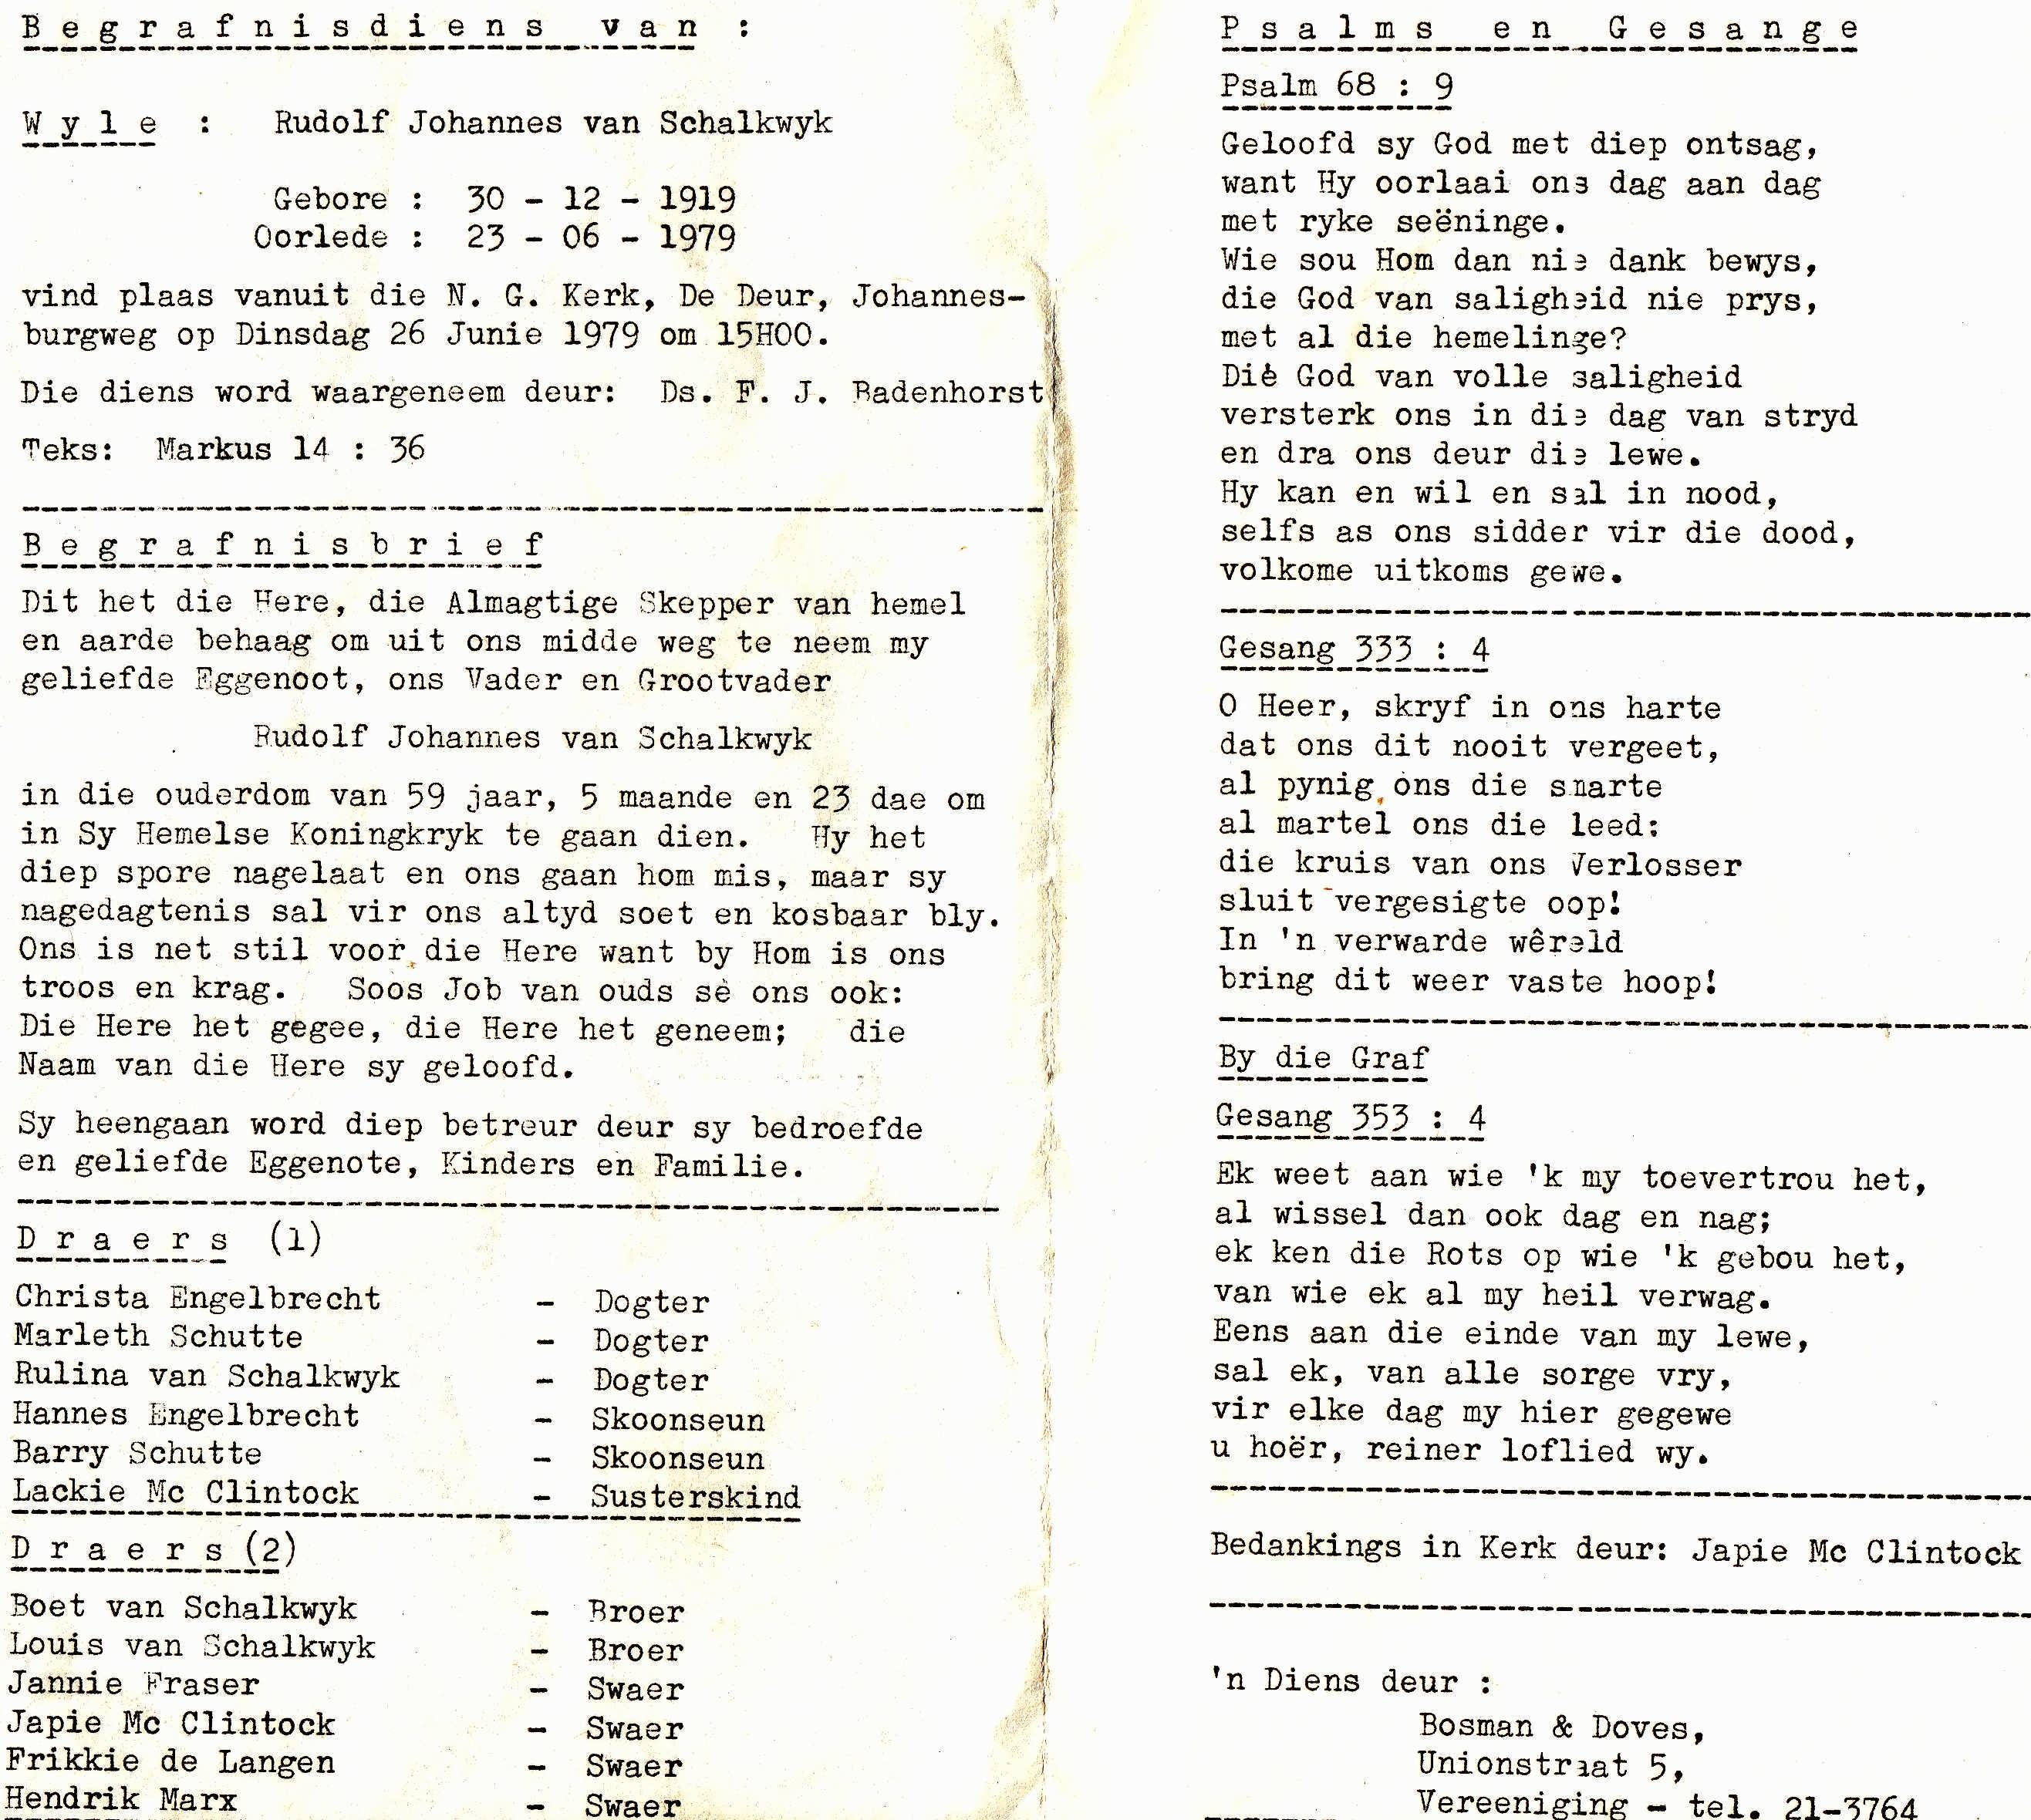 B e g r a f n i s d i e n s   v a n :
W y l e :   Rudolf Johannes van Schalkwyk
Gebore : 30 - 12 - 1919
Oorlede : 23 - 06 - 1979
vind plaas vanuit die N. G. Kerk, De Deur, Johannes-
burgweg op Dinsdag 26 Junie 1979 om 15H00.
Die diens word waargeneem deur: Ds. F. J. Badenhorst
Teks: Markus 14 : 36
B e g r a f n i s b r i e f
Dit het die Here, die Almagtige Skepper van hemel
en aarde behaag om uit ons midde weg te neem my
geliefde Eggenoot, ons Vader en Grootvader
Rudolf Johannes van Schalkwyk
in die ouderdom van 59 jaar, 5 maande en 23 dae om
in Sy Hemelse Koningkryk te gaan dien. Hy het
diep spore nagelaat en ons gaan hom mis, maar sy
nagedagtenis sal vir ons altyd soet en kosbaar bly.
Ons is net stil voor die Here want by Hom is ons
troos en krag. Soos Job van ouds sê ons ook:
Die Here het gegee, die Here het geneem; die
Naam van die Here sy geloofd.
Sy heengaan word diep betreur deur sy bedroefde
en geliefde Eggenote, Kinders en Familie.
D r a e r s (1)
Christa Engelbrecht - Dogter
Marleth Schutte - Dogter
Rulina van Schalkwyk - Dogter
Hannes Engelbrecht - Skoonseun
Barry Schutte - Skoonseun
Lackie Mc Clintock - Susterskind
D r a e r s (2)
Boet van Schalkwyk - Broer
Louis van Schalkwyk - Broer
Jannie Fraser - Swaer
Japie Mc Clintock - Swaer
Frikkie de Langen - Swaer
Hendrik Marx - Swaer
P s a l m s   e n   G e s a n g e
Psalm 68 : 9
Geloofd sy God met diep ontsag,
want Hy oorlaai ons dag aan dag
met ryke seëninge.
Wie sou Hom dan nie dank bewys,
die God van saligheid nie prys,
met al die hemelinge?
Dié God van volle saligheid
versterk ons in die dag van stryd
en dra ons deur die lewe.
Hy kan en wil en sal in nood,
selfs as ons sidder vir die dood,
volkome uitkoms gewe.
Gesang 333 : 4
O Heer, skryf in ons harte
dat ons dit nooit vergeet,
al pynig ons die smarte
al martel ons die leed:
die kruis van ons Verlosser
sluit vergesigte oop!
In 'n verwarde wêreld
bring dit weer vaste hoop!
By die Graf
Gesang 353 : 4
Ek weet aan wie 'k my toevertrou het,
al wissel dan ook dag en nag;
ek ken die Rots op wie 'k gebou het,
van wie ek al my heil verwag.
Eens aan die einde van my lewe,
sal ek, van alle sorge vry,
vir elke dag my hier gegewe
u hoër, reiner loflied wy.
Bedankings in Kerk deur: Japie Mc Clintock
'n Diens deur :
Bosman & Doves,
Unionstraat 5,
Vereeniging - tel. 21-3764